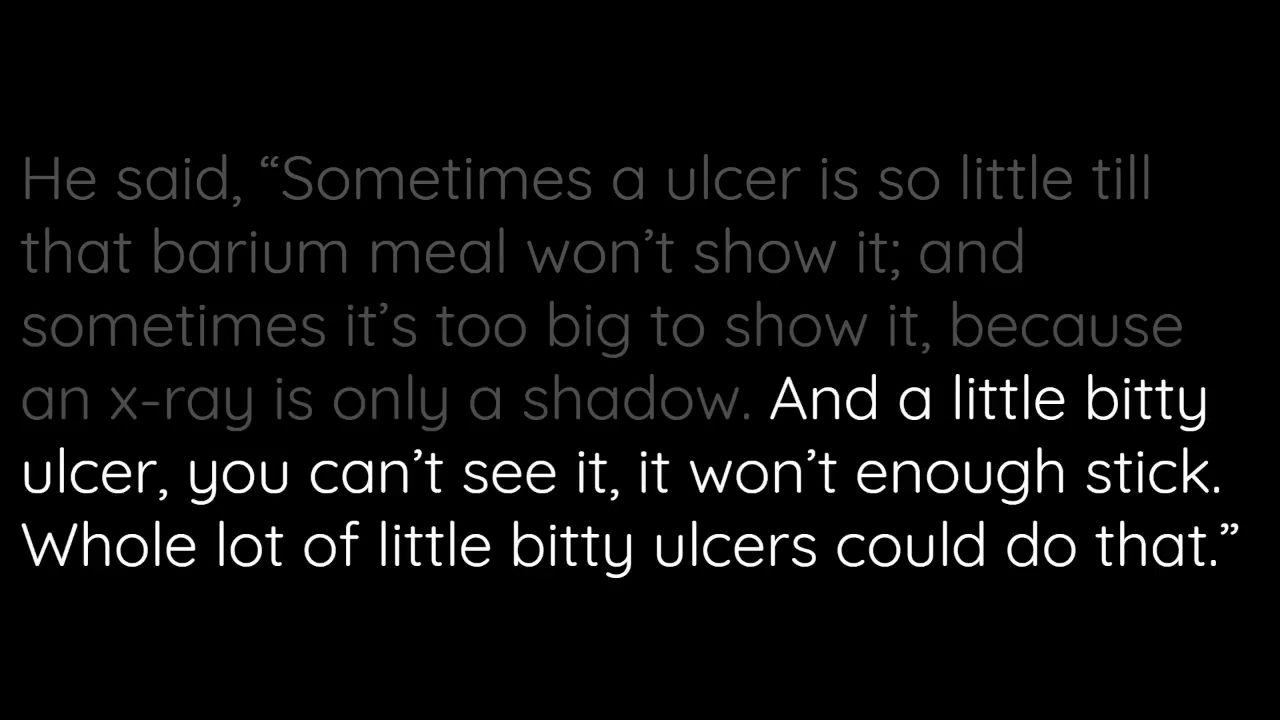 He said, “Sometimes a ulcer is so little till
that barium meal won’t show it; and
sometimes it’s too big to show it, because
an x-ray is only a shadow. And a little bitty
ulcer, you can’t see it, it won’t enough stick.
Whole lot of little bitty ulcers could do that.”